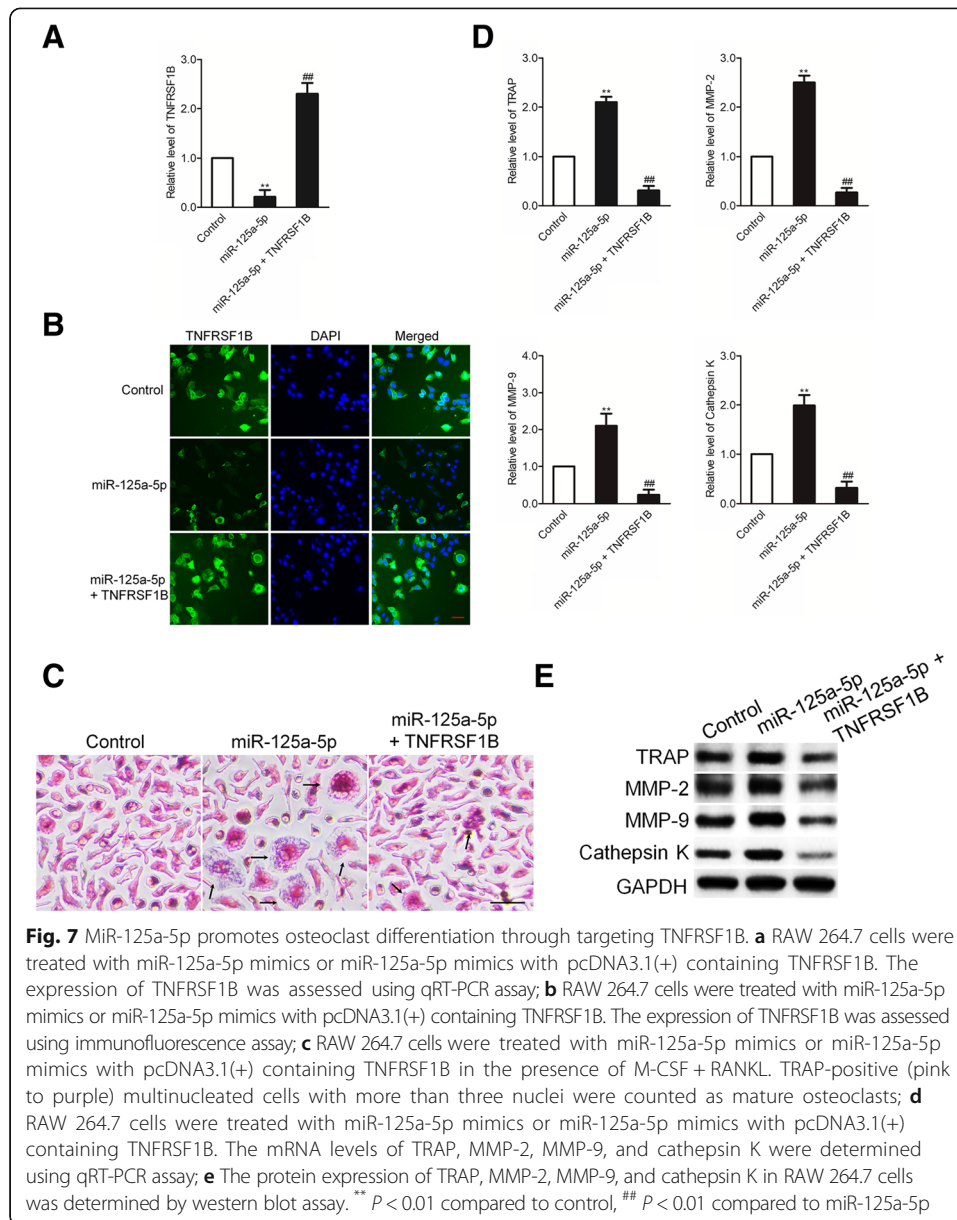 A
Relative level of TNFRSF1B
3.0
2.0
1.0
0.0
**
##
Control
miR-125a-5p
miR-125a-5p + TNFRSF1B
D
Relative level of TRAP
3.0
2.0
1.0
0.0
**
##
Control
miR-125a-5p
miR-125a-5p + TNFRSF1B
Relative level of MMP-2
3.0
2.0
1.0
0.0
**
##
Control
miR-125a-5p
miR-125a-5p + TNFRSF1B
B
TNFRSF1B DAPI Merged
Control
miR-125a-5p
miR-125a-5p
+ TNFRSF1B
Relative level of MMP-9
4.0
3.0
2.0
1.0
0.0
**
##
Control
miR-125a-5p
miR-125a-5p + TNFRSF1B
Relative level of Cathepsin K
3.0
2.0
1.0
0.0
**
##
Control
miR-125a-5p
miR-125a-5p + TNFRSF1B
C
Control miR-125a-5p miR-125a-5p
+ TNFRSF1B
E
Control miR-125a-5p miR-125a-5p +
TNFRSF1B
TRAP
MMP-2
MMP-9
Cathepsin K
GAPDH
Fig. 7 MiR-125a-5p promotes osteoclast differentiation through targeting TNFRSF1B. a RAW 264.7 cells were
treated with miR-125a-5p mimics or miR-125a-5p mimics with pcDNA3.1(+) containing TNFRSF1B. The
expression of TNFRSF1B was assessed using qRT-PCR assay; b RAW 264.7 cells were treated with miR-125a-5p
mimics or miR-125a-5p mimics with pcDNA3.1(+) containing TNFRSF1B. The expression of TNFRSF1B was assessed
using immunofluorescence assay; c RAW 264.7 cells were treated with miR-125a-5p mimics or miR-125a-5p
mimics with pcDNA3.1(+) containing TNFRSF1B in the presence of M-CSF + RANKL. TRAP-positive (pink
to purple) multinucleated cells with more than three nuclei were counted as mature osteoclasts; d
RAW 264.7 cells were treated with miR-125a-5p mimics or miR-125a-5p mimics with pcDNA3.1(+)
containing TNFRSF1B. The mRNA levels of TRAP, MMP-2, MMP-9, and cathepsin K were determined
using qRT-PCR assay; e The protein expression of TRAP, MMP-2, MMP-9, and cathepsin K in RAW 264.7 cells
was determined by western blot assay. ** P < 0.01 compared to control, ## P < 0.01 compared to miR-125a-5p